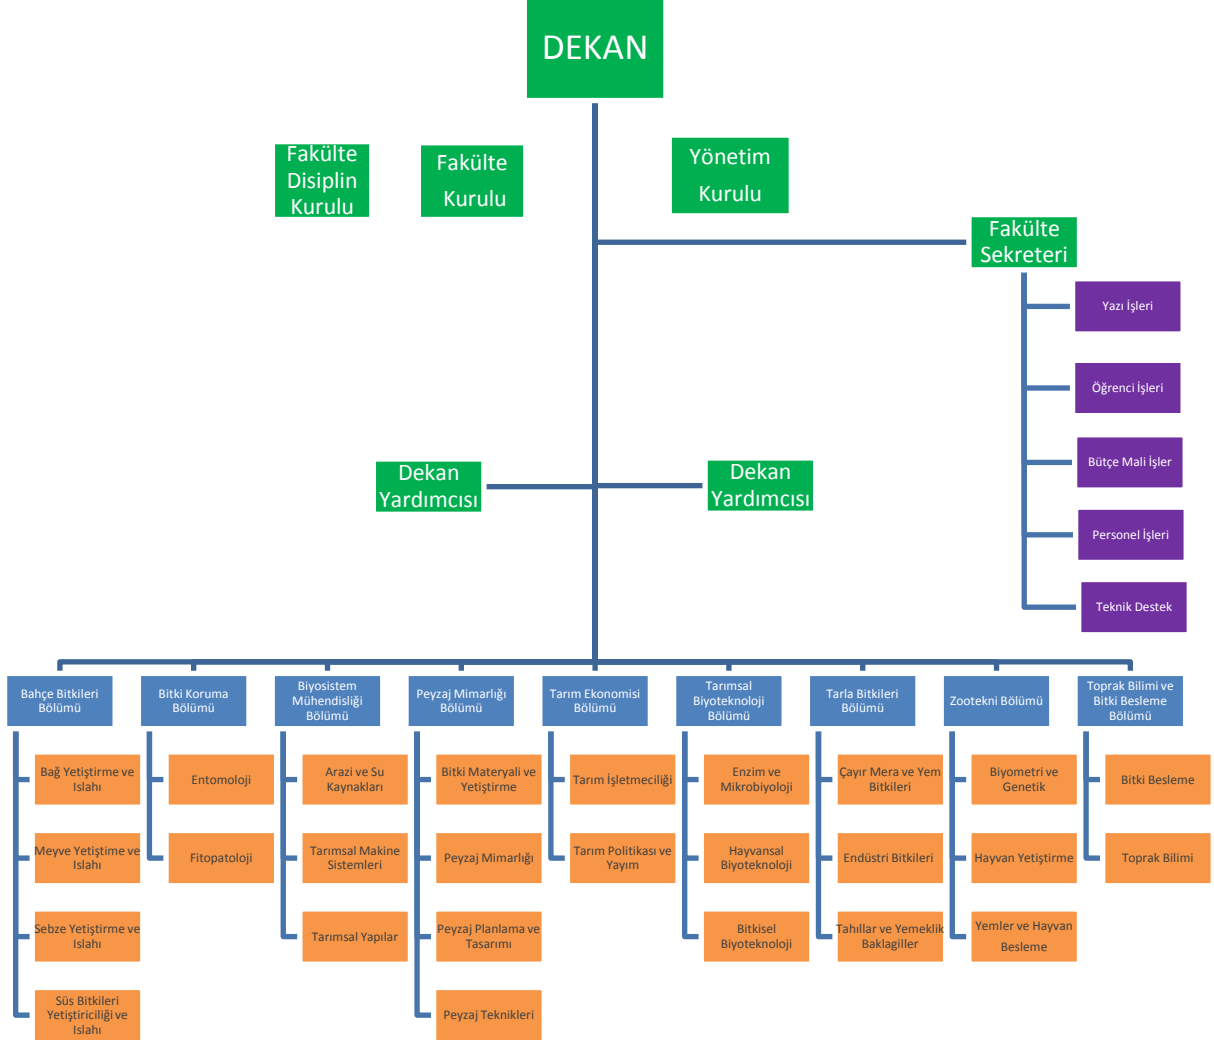 DEKAN
Fakülte
Disiplin
Kurulu
Fakülte
Kurulu
Yönetim
Kurulu
Fakülte
Sekreteri
Yazı İşleri
Öğrenci İşleri
Bütçe Mali İşler
Personel İşleri
Teknik Destek
Dekan
Yardımcısı
Dekan
Yardımcısı
Bahçe Bitkileri
Bölümü
Bitki Koruma
Bölümü
Biyosistem
Mühendisliği
Bölümü
Peyzaj Mimarlığı
Bölümü
Tarım Ekonomisi
Bölümü
Tarımsal
Biyoteknoloji
Bölümü
Tarla Bitkileri
Bölümü
Zootekni Bölümü
Toprak Bilimi ve
Bitki Besleme
Bölümü
Bağ Yetiştirme ve
Islahı
Meyve Yetiştime ve
Islahı
Sebze Yetiştirme ve
Islahı
Süs Bitkileri
Yetiştiriciliği ve
Islahı
Entomoloji
Fitopatoloji
Arazi ve Su
Kaynakları
Tarımsal Makine
Sistemleri
Tarımsal Yapılar
Bitki Materyali ve
Yetiştirme
Peyzaj Mimarlığı
Peyzaj Planlama ve
Tasarımı
Peyzaj Teknikleri
Tarım İşletmeciliği
Tarım Politikası ve
Yayım
Enzim ve
Mikrobiyoloji
Hayvansal
Biyoteknoloji
Bitkisel
Biyoteknoloji
Çayır Mera ve Yem
Bitkileri
Endüstri Bitkileri
Tahıllar ve Yemeklik
Baklagiller
Biyometri ve
Genetik
Hayvan Yetiştirme
Yemler ve Hayvan
Besleme
Bitki Besleme
Toprak Bilimi